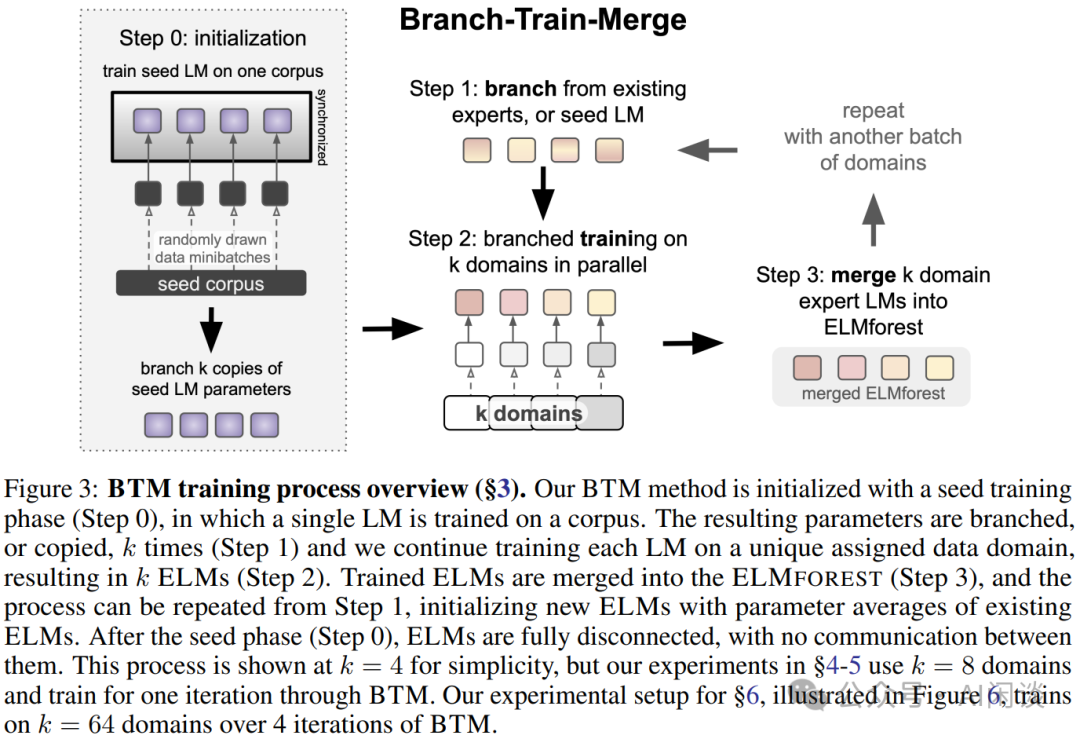 Branch-Train-Merge
Step 0: initialization
train seed LM on one corpus
synchronized
randomly drawn
data minibatches
seed corpus
branch k copies of
seed LM parameters
Step 1: branch from existing
experts, or seed LM
Step 2: branched training on
k domains in parallel
k domains
Step 3: merge k domain
expert LMs into
ELMforest
merged ELMforest
repeat
with another batch
of domains
Figure 3: BTM training process overview (§3). Our BTM method is initialized with a seed training
phase (Step 0), in which a single LM is trained on a corpus. The resulting parameters are branched,
or copied, k times (Step 1) and we continue training each LM on a unique assigned data domain,
resulting in k ELMs (Step 2). Trained ELMs are merged into the ELMFOREST (Step 3), and the
process can be repeated from Step 1, initializing new ELMs with parameter averages of existing
ELMs. After the seed phase (Step 0), ELMs are fully disconnected, with no communication between
them. This process is shown at k = 4 for simplicity, but our experiments in §4-5 use k = 8 domains
and train for one iteration through BTM. Our experimental setup for §6, illustrated in Figure 6, trains
on k = 64 domains over 4 iterations of BTM.
公众号 · AI闲谈